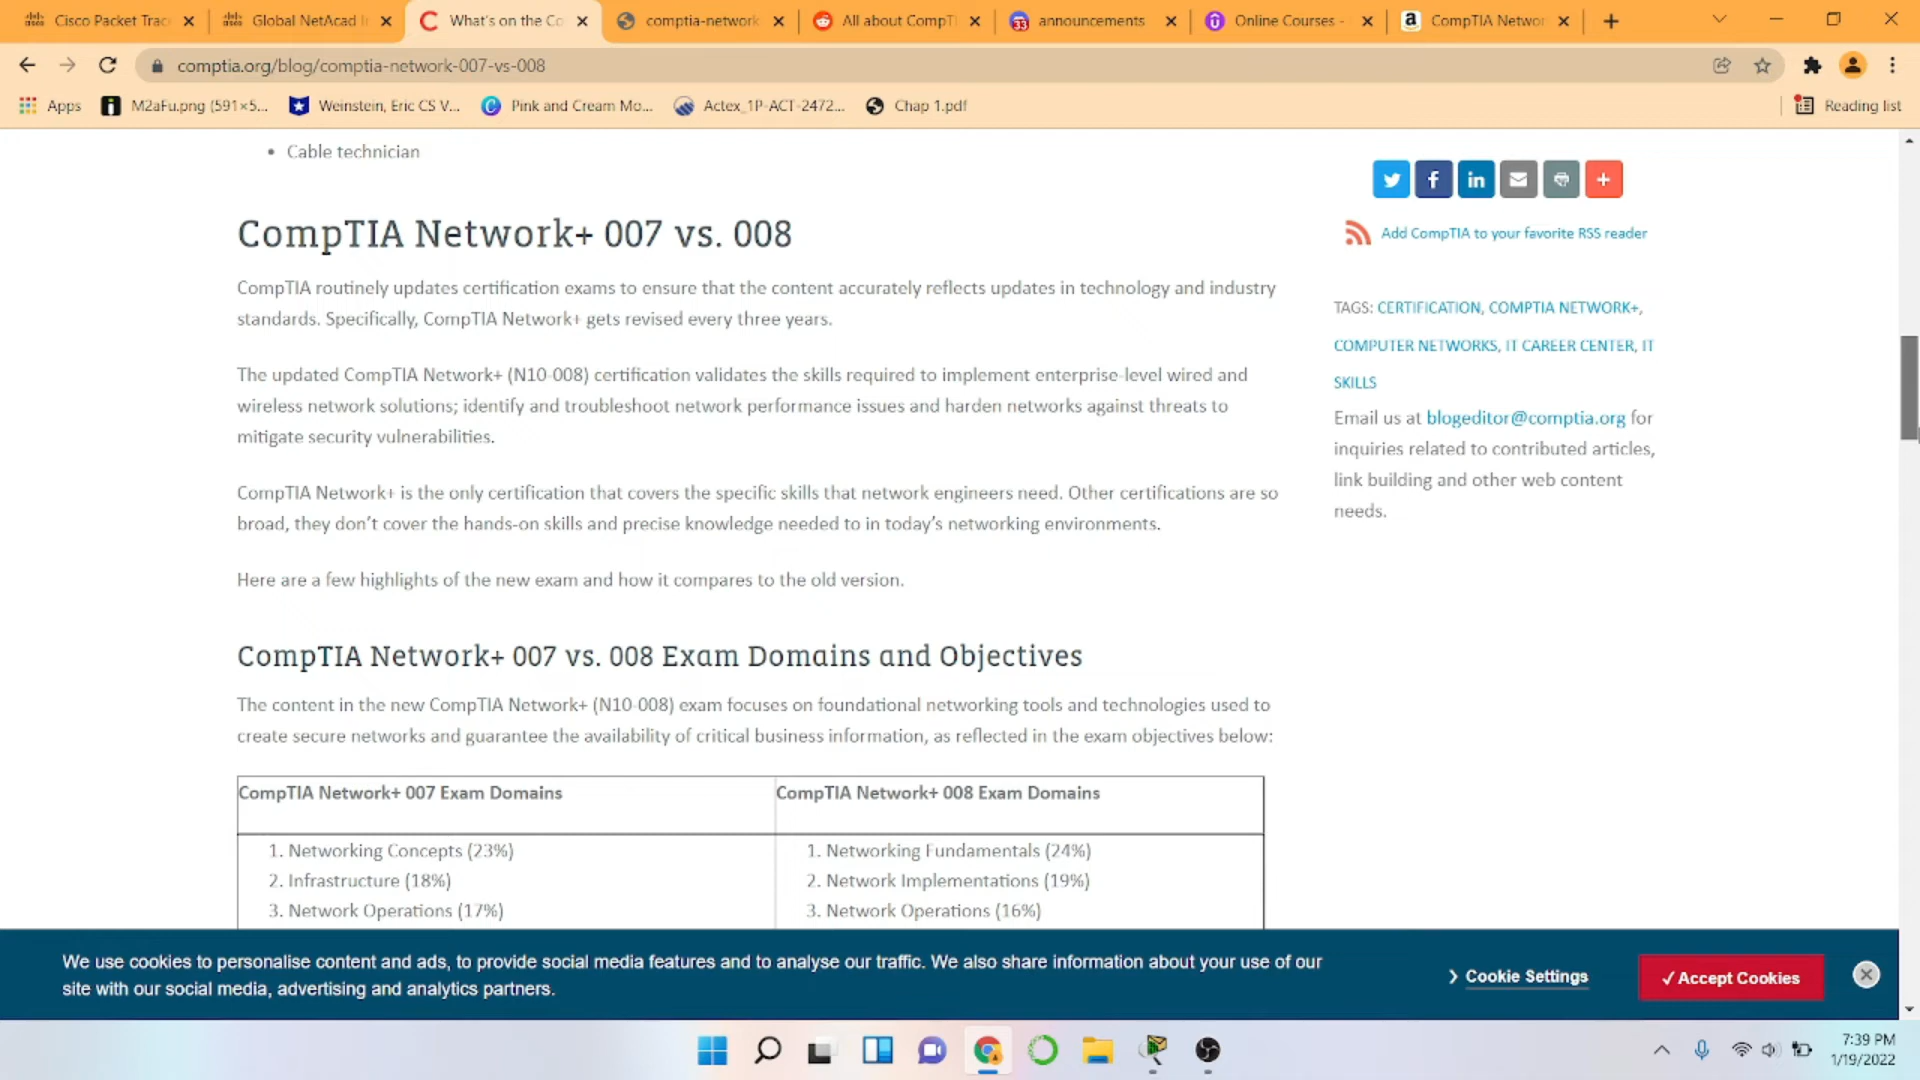 Cisco Packet Trac
Global NetAcad I
What's on the Co
comptia-network
All about CompT
announcements
Online Courses -
CompTIA Networ
comptia.org/blog/comptia-network-007-vs-008
Apps
M2aFu.png (591×5...
Weinstein, Eric CS V...
Pink and Cream Mo...
Actex_1P-ACT-2472...
Chap 1.pdf
Reading list
• Cable technician
CompTIA Network+ 007 vs. 008
CompTIA routinely updates certification exams to ensure that the content accurately reflects updates in technology and industry
standards. Specifically, CompTIA Network+ gets revised every three years.
The updated CompTIA Network+ (N10-008) certification validates the skills required to implement enterprise-level wired and
wireless network solutions; identify and troubleshoot network performance issues and harden networks against threats to
mitigate security vulnerabilities.
CompTIA Network+ is the only certification that covers the specific skills that network engineers need. Other certifications are so
broad, they don't cover the hands-on skills and precise knowledge needed to in today's networking environments.
Here are a few highlights of the new exam and how it compares to the old version.
CompTIA Network+ 007 vs. 008 Exam Domains and Objectives
The content in the new CompTIA Network+ (N10-008) exam focuses on foundational networking tools and technologies used to
create secure networks and guarantee the availability of critical business information, as reflected in the exam objectives below:
CompTIA Network+ 007 Exam Domains
CompTIA Network+ 008 Exam Domains
1. Networking Concepts (23%)
2. Infrastructure (18%)
3. Network Operations (17%)
1. Networking Fundamentals (24%)
2. Network Implementations (19%)
3. Network Operations (16%)
Add CompTIA to your favorite RSS reader
TAGS: CERTIFICATION, COMPTIA NETWORK+,
COMPUTER NETWORKS, IT CAREER CENTER, IT
SKILLS
Email us at blogeditor@comptia.org for
inquiries related to contributed articles,
link building and other web content
needs.
We use cookies to personalise content and ads, to provide social media features and to analyse our traffic. We also share information about your use of our
site with our social media, advertising and analytics partners.
Cookie Settings
✓ Accept Cookies
7:39 PM
1/19/2022